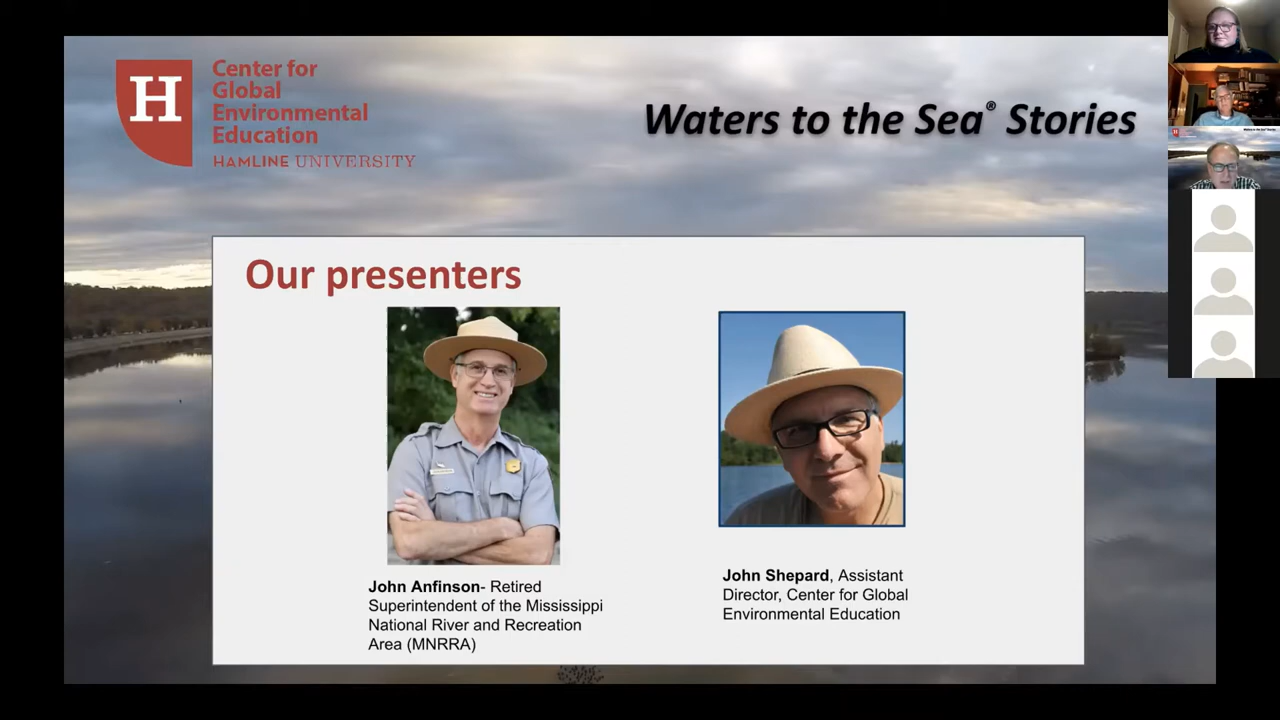 Center for
Global
Environmental
Education
HAMLINE UNIVERSITY
H
Waters to the Sea® Stories
Our presenters
John Anfinson- Retired
Superintendent of the Mississippi
National River and Recreation
Area (MNRRA)
John Shepard, Assistant
Director, Center for Global
Environmental Education